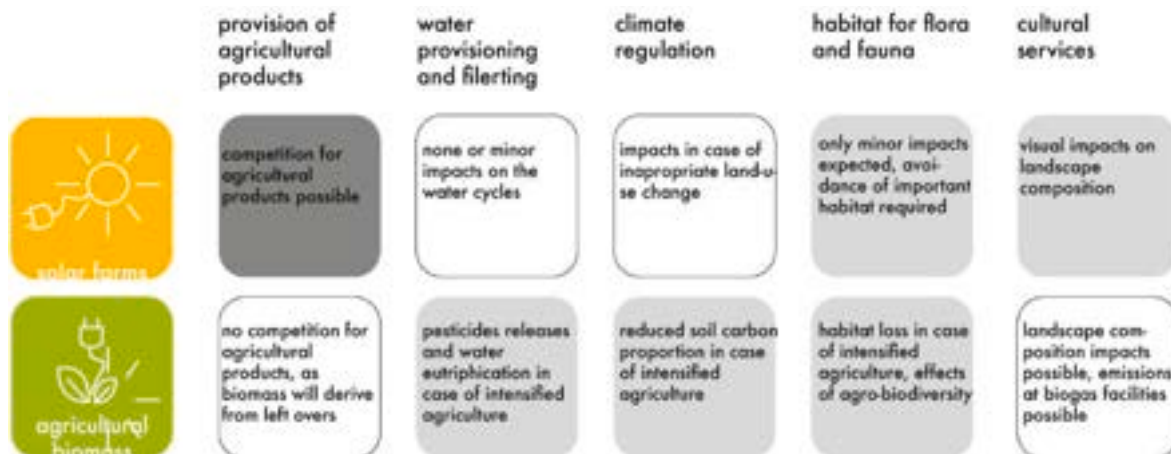 provision of
agricultural
products
water
provisioning
and filerting
climate
regulation
habitat for flora
and fauna
cultural
services
solar farms
competition for
agricultural
products possible
none or minor
impacts on the
water cycles
impacts in case of
inapropriate land-u-
se change
only minor impacts
expected, avoi-
dance of important
habitat required
visual impacts on
landscape
composition
agricultural
biomass
no competition for
agricultural
products, as
biomass will derive
from left overs
pesticides releases
and water
eutriphication in
case of intensified
agriculture
reduced soil carbon
proportion in case
of intensified
agriculture
habitat loss in case
of intensified
agriculture, effects
of agro-biodiversity
landscape com-
position impacts
possible, emissions
at biogas facilities
possible